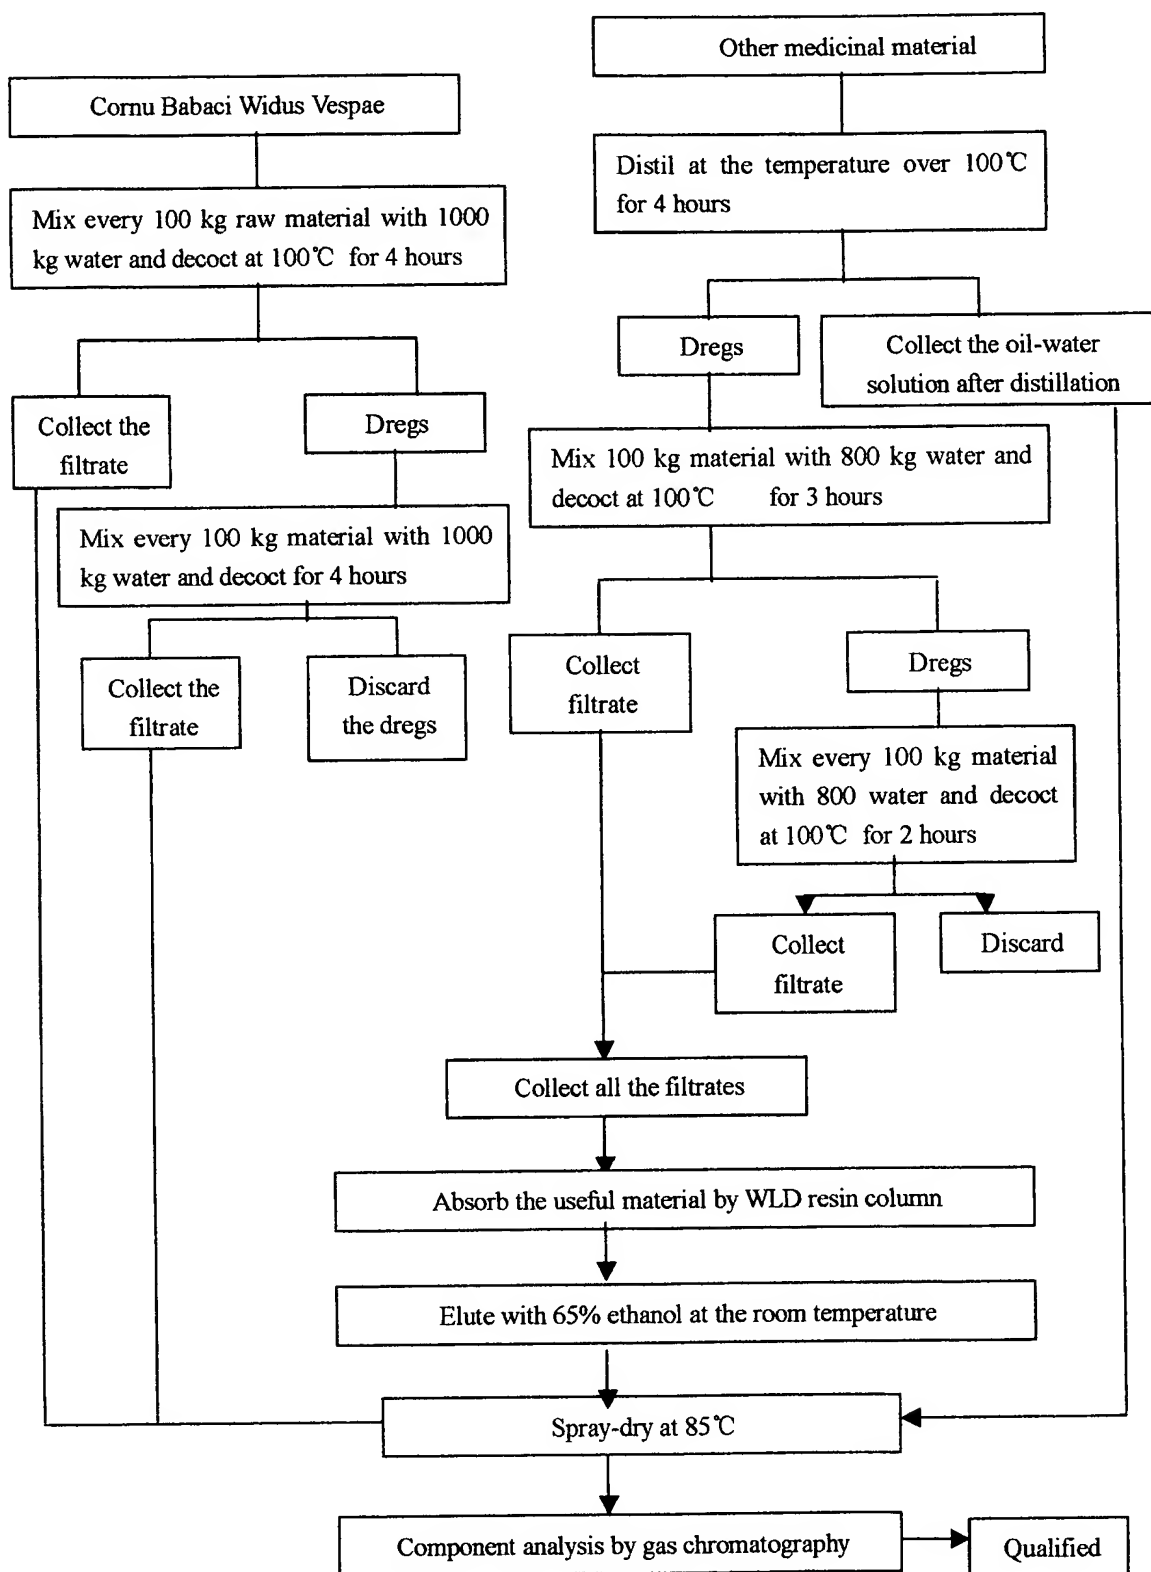 Other medicinal material
Cornu Babaci Widus Vespae
Distil at the temperature over 100℃
for 4 hours
Mix every 100 kg raw material with 1000
kg water and decoct at 100℃ for 4 hours
Dregs
Collect the oil-water
solution after distillation
Collect the
filtrate
Dregs
Mix 100 kg material with 800 kg water and
decoct at 100℃ for 3 hours
Mix every 100 kg material with 1000
kg water and decoct for 4 hours
Collect the
filtrate
Discard
the dregs
Collect
filtrate
Dregs
Mix every 100 kg material
with 800 water and decoct
at 100℃ for 2 hours
Collect
filtrate
Discard
Collect all the filtrates
Absorb the useful material by WLD resin column
Elute with 65% ethanol at the room temperature
Spray-dry at 85℃
Component analysis by gas chromatography
Qualified